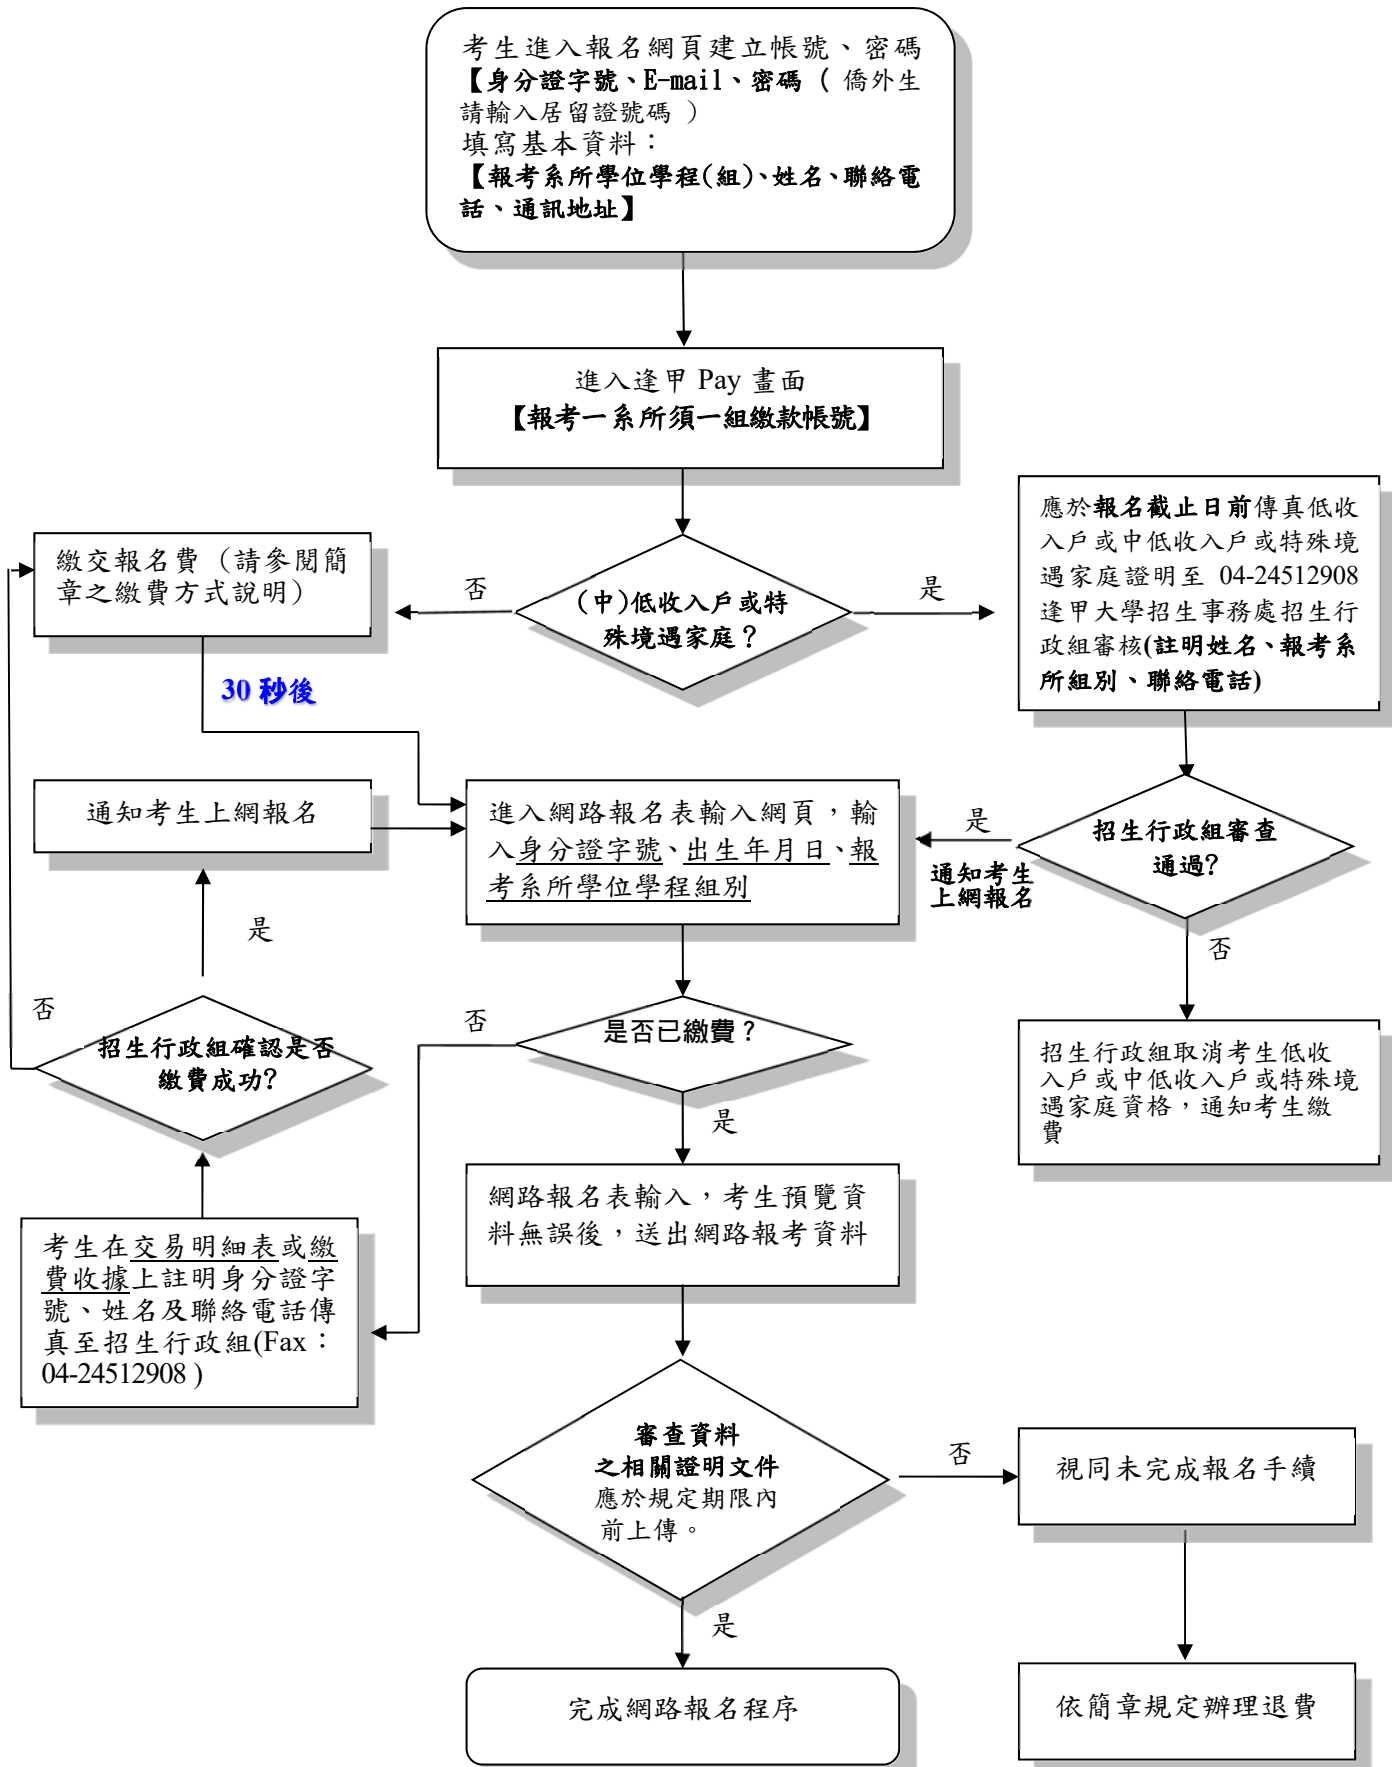 考生進入報名網頁建立帳號、密碼
【身分證字號、E-mail、密碼 ( 僑外生
請輸入居留證號碼 )
填寫基本資料：
【報考系所學位學程(組)、姓名、聯絡電
話、通訊地址】
進入逢甲 Pay 畫面
【報考一系所須一組繳款帳號】
(中)低收入戶或特
殊境遇家庭？
否
是
繳交報名費（請參閱簡
章之繳費方式說明）
30 秒後
應於報名截止日前傳真低收
入戶或中低收入戶或特殊境
遇家庭證明至 04-24512908
逢甲大學招生事務處招生行
政組審核(註明姓名、報考系
所組別、聯絡電話)
通知考生上網報名
進入網路報名表輸入網頁，輸
入身分證字號、出生年月日、報
考系所學位學程組別
是
通知考生
上網報名
招生行政組審查
通過?
是
否
否
招生行政組確認是否
繳費成功?
否
是否已繳費？
是
招生行政組取消考生低收
入戶或中低收入戶或特殊境
遇家庭資格，通知考生繳
費
網路報名表輸入，考生預覽資
料無誤後，送出網路報考資料
考生在交易明細表或繳
費收據上註明身分證字
號、姓名及聯絡電話傳
真至招生行政組(Fax：
04-24512908 )
審查資料
之相關證明文件
應於規定期限內
前上傳。
否
視同未完成報名手續
是
完成網路報名程序
依簡章規定辦理退費